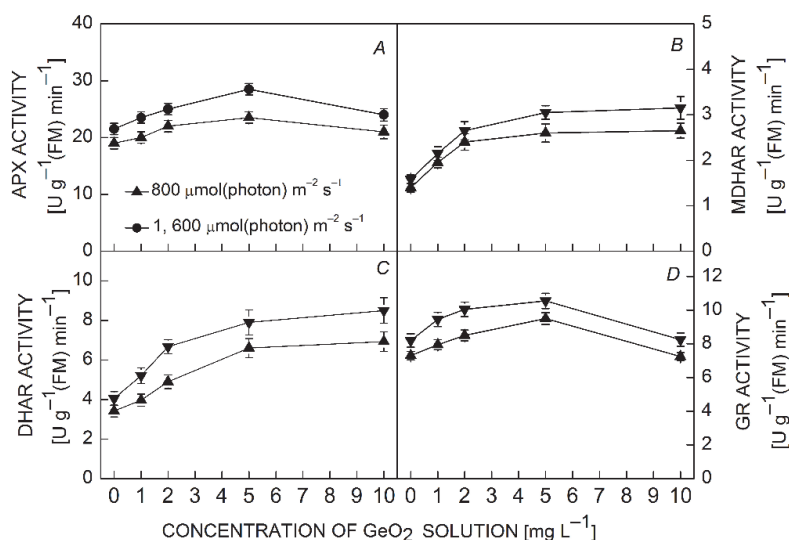 40
30
20
10
0
APX ACTIVITY
[U g⁻¹(FM) min⁻¹]
A
▲ 800 µmol(photon) m⁻² s⁻¹
● 1, 600 µmol(photon) m⁻² s⁻¹
B
5
4
3
2
1
0
MDHAR ACTIVITY
[U g⁻¹(FM) min⁻¹]
10
8
6
4
2
0
DHAR ACTIVITY
[U g⁻¹(FM) min⁻¹]
C
D
12
10
8
6
4
2
0
GR ACTIVITY
[U g⁻¹(FM) min⁻¹]
0 1 2 3 4 5 6 7 8 9 10
0 1 2 3 4 5 6 7 8 9 10
CONCENTRATION OF GeO₂ SOLUTION [mg L⁻¹]